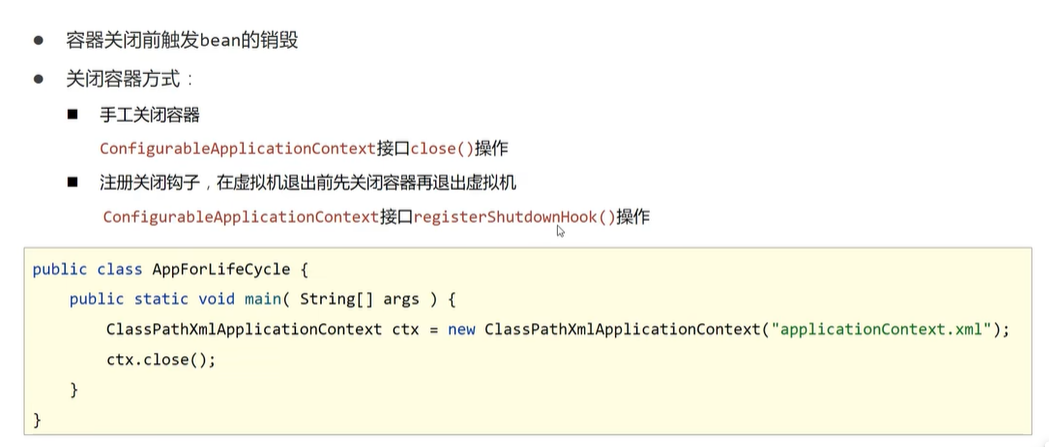 ● 容器关闭前触发bean的销毁
● 关闭容器方式：
■ 手工关闭容器
ConfigurableApplicationContext接口close()操作
■ 注册关闭钩子，在虚拟机退出前先关闭容器再退出虚拟机
ConfigurableApplicationContext接口registerShutdownHook()操作
public class AppForLifeCycle {
    public static void main( String[] args ) {
        ClassPathXmlApplicationContext ctx = new ClassPathXmlApplicationContext("applicationContext.xml");
        ctx.close();
    }
}